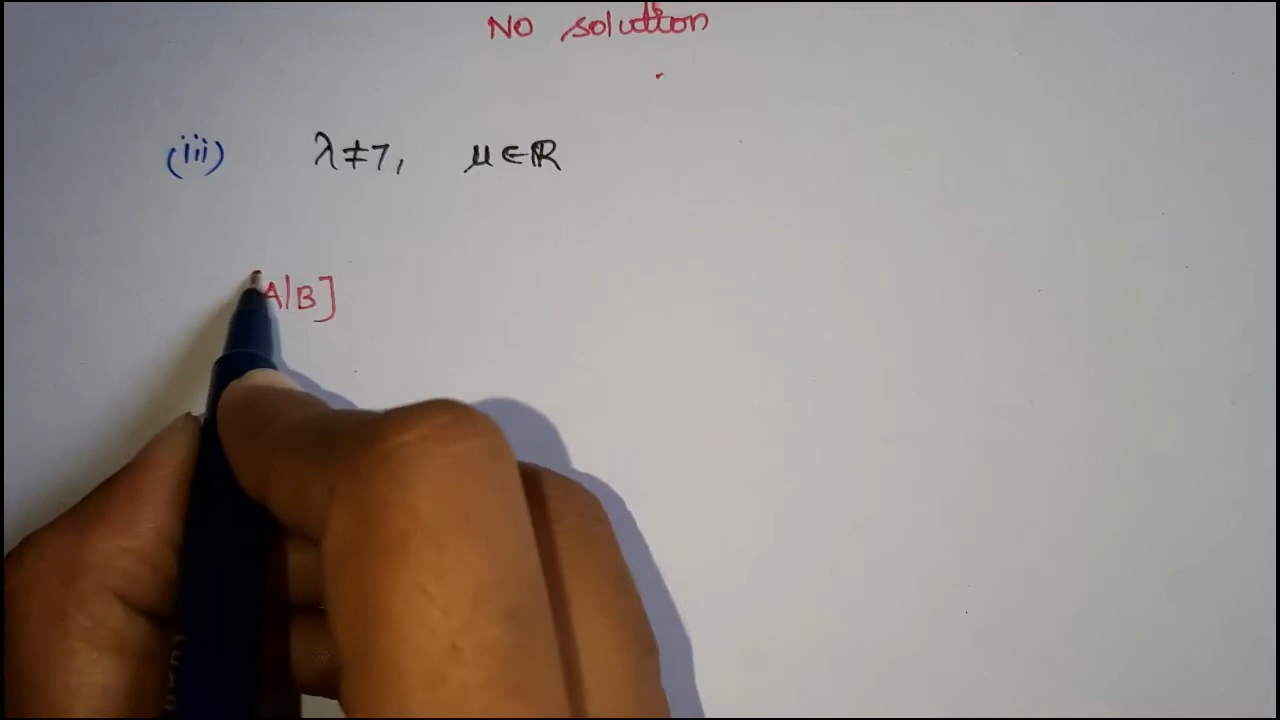 No solution
(iii) λ≠7, μ∈ℝ
A|B]